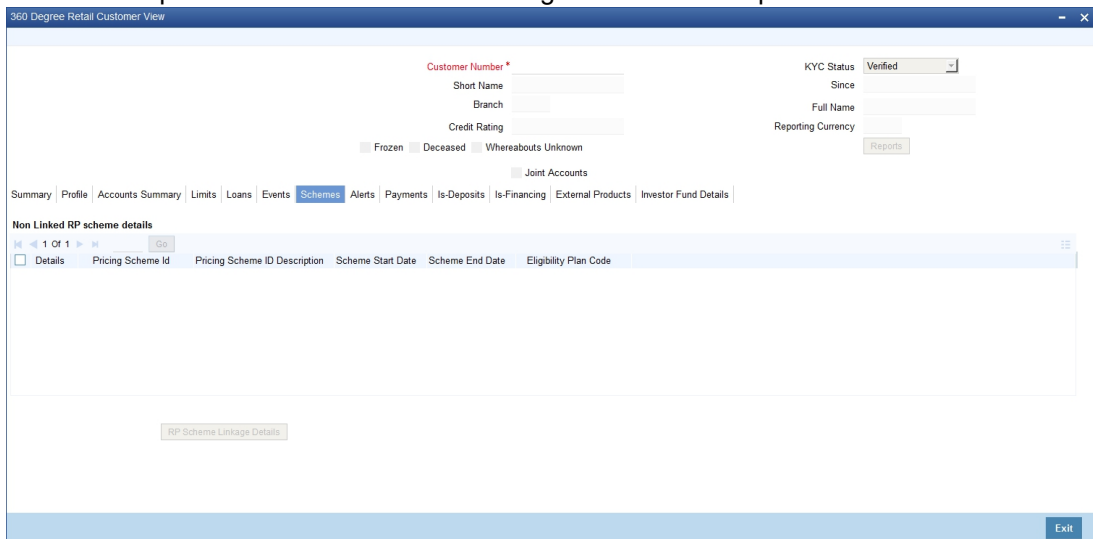 360 Degree Retail Customer View
Customer Number *
KYC Status Verified
Short Name
Since
Branch
Full Name
Credit Rating
Reporting Currency
Frozen Deceased Whereabouts Unknown
Reports
Joint Accounts
Summary Profile Accounts Summary Limits Loans Events Schemes Alerts Payments Is-Deposits Is-Financing External Products Investor Fund Details
Non Linked RP scheme details
1 Of 1 Go
Details Pricing Scheme Id Pricing Scheme ID Description Scheme Start Date Scheme End Date Eligibility Plan Code
RP Scheme Linkage Details
Exit